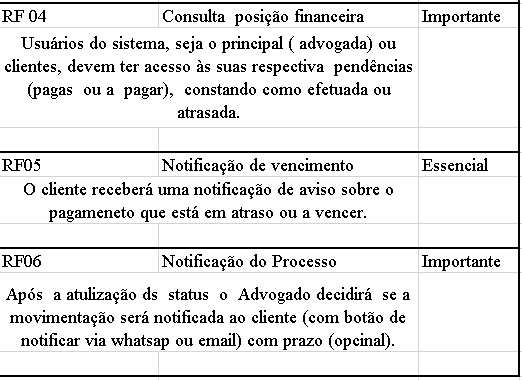 RF 04 Consulta posição financeira Importante
Usuários do sistema, seja o principal ( advogada) ou
clientes, devem ter acesso às suas respectiva pendências
(pagas ou a pagar), constando como efetuada ou
atrasada.
RF05 Notificação de vencimento Essencial
O cliente receberá uma notificação de aviso sobre o
pagameneto que está em atraso ou a vencer.
RF06 Notificação do Processo Importante
Após a atulização ds status o Advogado decidirá se a
movimentação será notificada ao cliente (com botão de
notificar via whatsap ou email) com prazo (opcinal).